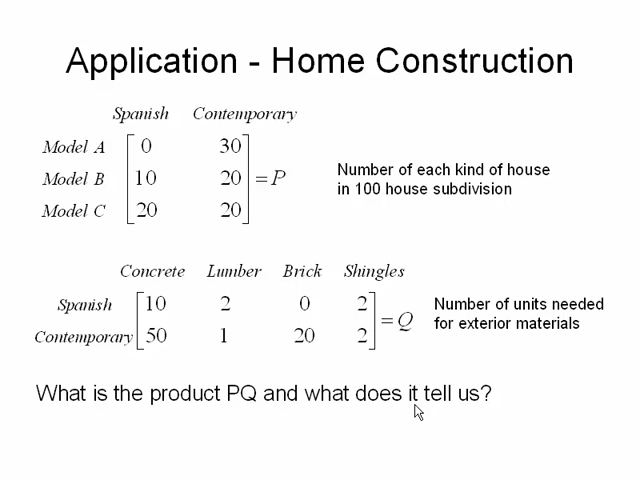 Application - Home Construction
Spanish Contemporary
Model A 0 30
Model B 10 20 = P
Model C 20 20
Number of each kind of house
in 100 house subdivision
Concrete Lumber Brick Shingles
Spanish 10 2 0 2
Contemporary 50 1 20 2
= Q
Number of units needed
for exterior materials
What is the product PQ and what does it tell us?